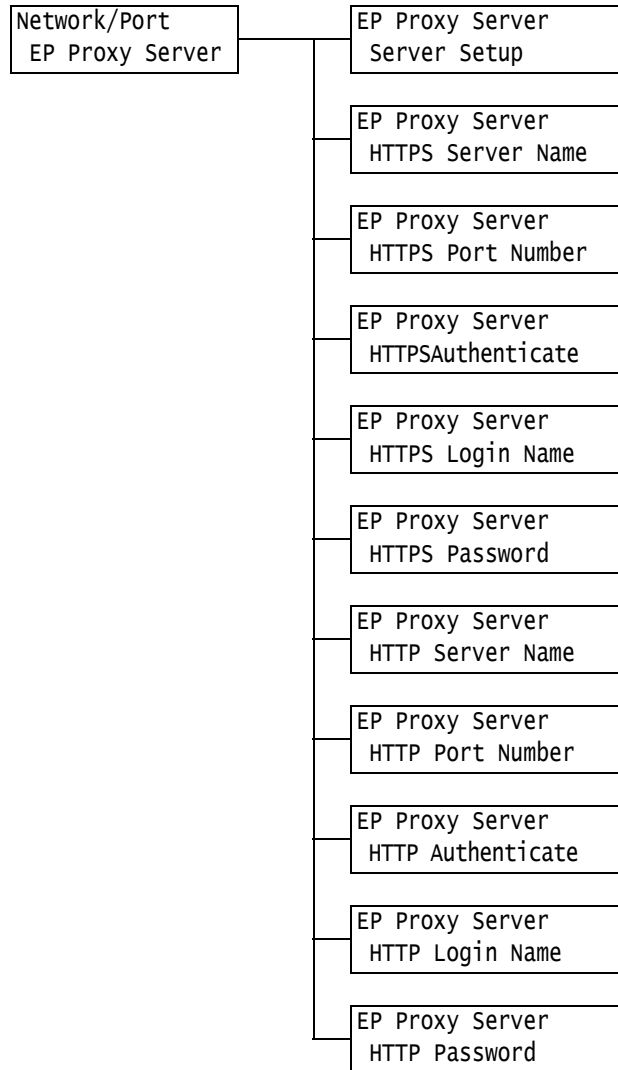 Network/Port
EP Proxy Server
EP Proxy Server
Server Setup
EP Proxy Server
HTTPS Server Name
EP Proxy Server
HTTPS Port Number
EP Proxy Server
HTTPSAuthenticate
EP Proxy Server
HTTPS Login Name
EP Proxy Server
HTTPS Password
EP Proxy Server
HTTP Server Name
EP Proxy Server
HTTP Port Number
EP Proxy Server
HTTP Authenticate
EP Proxy Server
HTTP Login Name
EP Proxy Server
HTTP Password